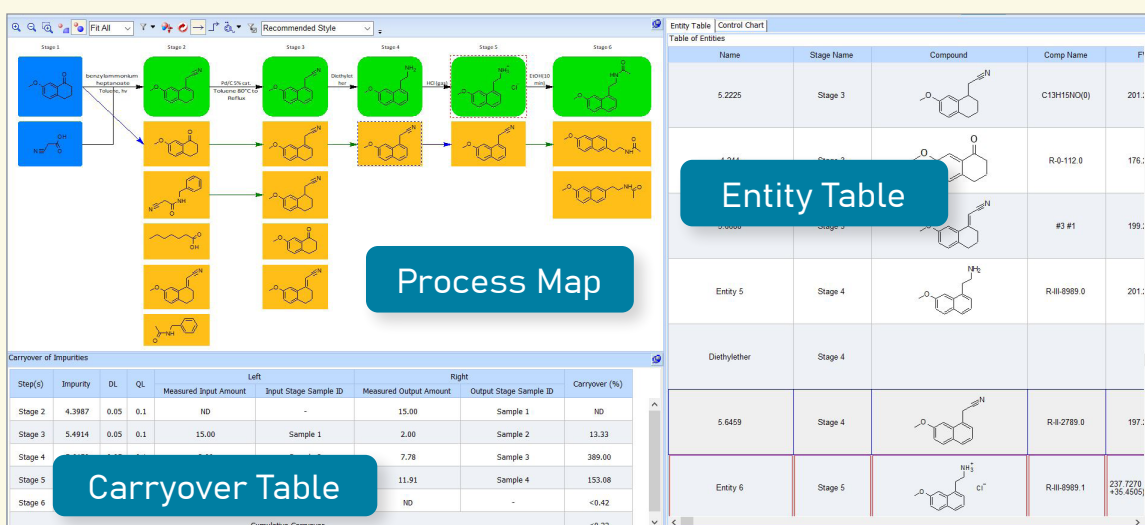 Fit All
Recommended Style
Stage 1
Stage 2
Stage 3
Stage 4
Stage 5
Stage 6
benzylemmonium
heptanoate
Toluene, hv
Pd/C5% cat.
Toluene 80°C to
Reflux
Diethylet
her
HCl (gas)
EtOH(10
min)
Process Map
Carryover of Impurities
Step(s) Impurity DL QL Left Right Carryover (%)
Measured Input Amount Input Stage Sample ID Measured Output Amount Output Stage Sample ID
Stage 2 4.3987 0.05 0.1 ND - 15.00 Sample 1 ND
Stage 3 5.4914 0.05 0.1 15.00 Sample 1 2.00 Sample 2 13.33
Stage 4 7.78 Sample 3 389.00
Stage 5 11.91 Sample 4 153.08
Stage 6 ND - <0.42
Carryover Table
Entity Table Control Chart
Table of Entities
Name Stage Name Compound Comp Name
5.2225 Stage 3 C13H15NO(0) 201.
R-0-112.0 176.
Entity Table
#3 #1 199.
Entity 5 Stage 4 R-III-8989.0 201.
Diethylether Stage 4
5.6459 Stage 4 R-II-2789.0 197.
Entity 6 Stage 5 R-III-8989.1 237.7270
+35.4505